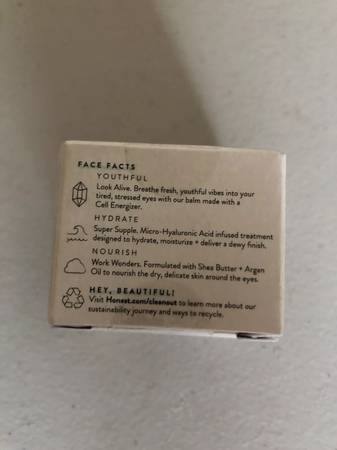 FACE FACTS
YOUTHFUL
Look Alive. Breathe fresh, youthful vibes into your
tired, stressed eyes with our balm made with a
Cell Energizer.
HYDRATE
Super Supple. Micro-Hyaluronic Acid infused treatment
designed to hydrate, moisturize + deliver a dewy finish.
NOURISH
Work Wonders. Formulated with Shea Butter + Argan
Oil to nourish the dry, delicate skin around the eyes.
HEY, BEAUTIFUL!
Visit Honest.com/cleanout to learn more about our
sustainability journey and ways to recycle.